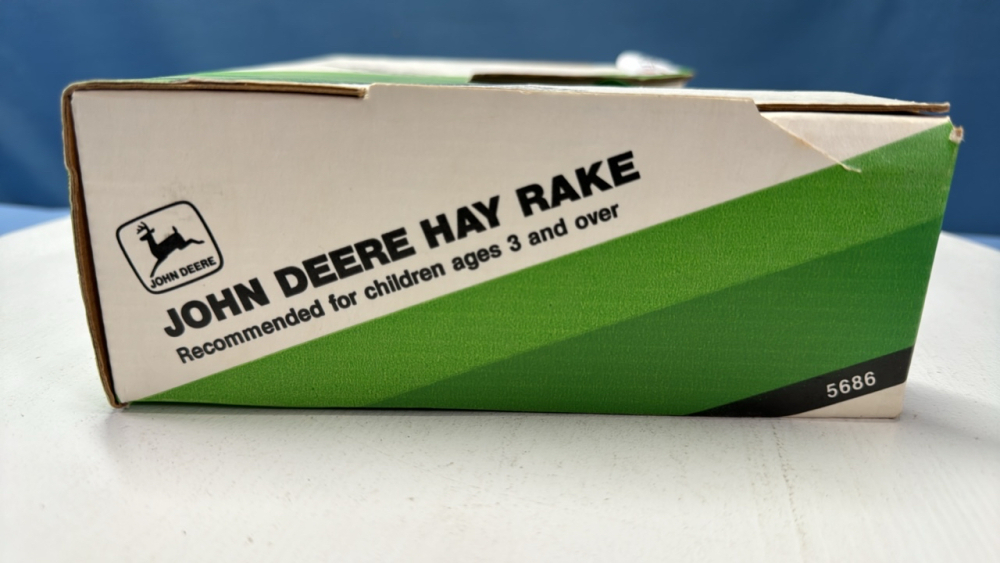 JOHN DEERE
JOHN DEERE HAY RAKE
Recommended for children ages 3 and over
5686